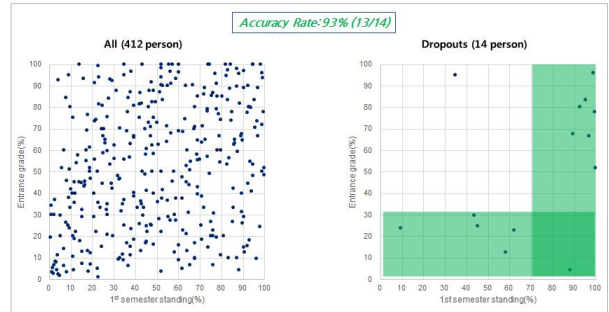 Accuracy Rate:93% (13/14)
All (412 person)
Dropouts (14 person)
Entrance grade(%)
100
90
80
70
60
50
40
30
20
10
0
0 10 20 30 40 50 60 70 80 90 100
1st semester standing(%)
Entrance grade(%)
100
90
80
70
60
50
40
30
20
10
0
0 10 20 30 40 50 60 70 80 90 100
1st semester standing(%)